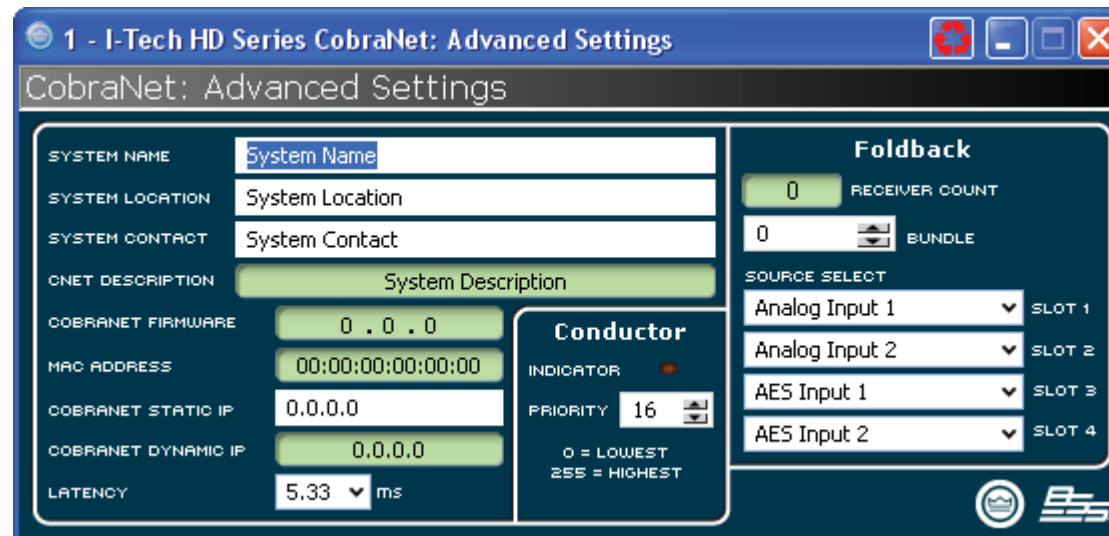 1 - I-Tech HD Series CobraNet: Advanced Settings
CobraNet: Advanced Settings
SYSTEM NAME System Name
SYSTEM LOCATION System Location
SYSTEM CONTACT System Contact
CNET DESCRIPTION System Description
COBRANET FIRMWARE 0 . 0 . 0
MAC ADDRESS 00:00:00:00:00:00
COBRANET STATIC IP 0.0.0.0
COBRANET DYNAMIC IP 0.0.0.0
LATENCY 5.33 ms
Conductor
INDICATOR
PRIORITY 16
0 = LOWEST
255 = HIGHEST
Foldback
0 RECEIVER COUNT
0 BUNDLE
SOURCE SELECT
Analog Input 1 SLOT 1
Analog Input 2 SLOT 2
AES Input 1 SLOT 3
AES Input 2 SLOT 4
BSS